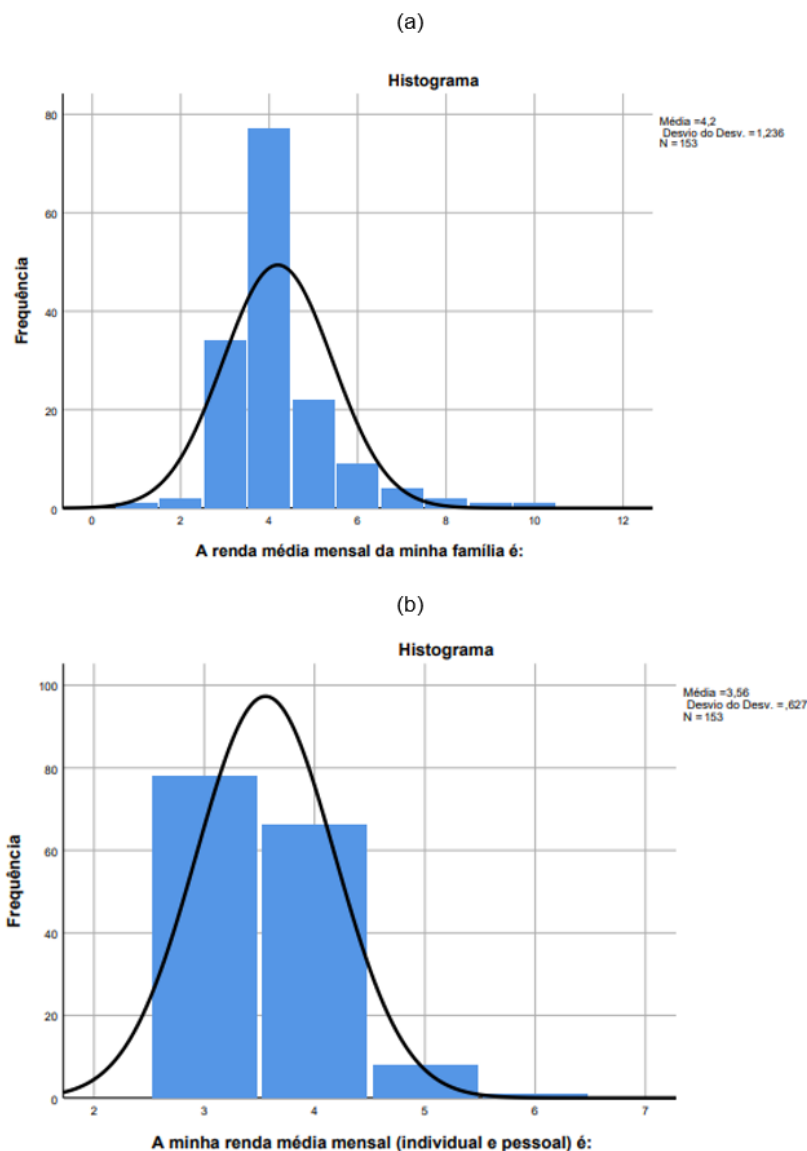 (a)
Histograma
Média =4,2
Desvio do Desv. =1,236
N =153
80
60
40
20
0
Frequência
0 2 4 6 8 10 12
A renda média mensal da minha família é:
(b)
Histograma
Média =3,56
Desvio do Desv. =,627
N =153
100
80
60
40
20
0
Frequência
2 3 4 5 6 7
A minha renda média mensal (individual e pessoal) é: